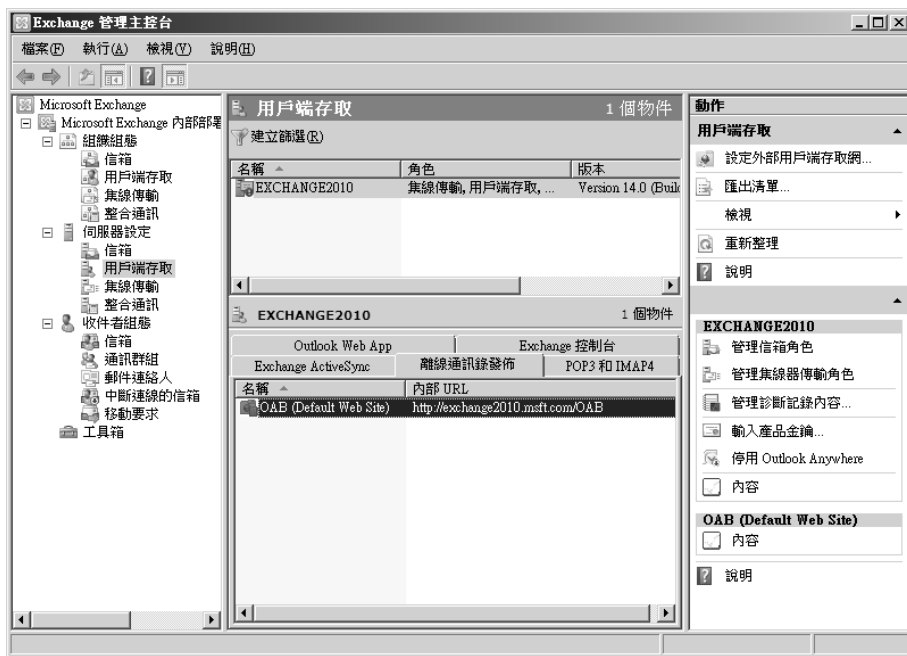 Exchange 管理主控台
檔案(F) 執行(A) 檢視(V) 說明(H)
Microsoft Exchange
Microsoft Exchange 內部部署
組織組態
信箱
用戶端存取
集線傳輸
整合通訊
伺服器設定
信箱
用戶端存取
集線傳輸
整合通訊
收件者組態
信箱
通訊群組
郵件連絡人
中斷連線的信箱
移動要求
工具箱
用戶端存取 1 個物件
建立篩選(R)
名稱 角色 版本
EXCHANGE2010 集線傳輸, 用戶端存取, ... Version 14.0 (Buil
EXCHANGE2010 1 個物件
Outlook Web App Exchange 控制台
Exchange ActiveSync 離線通訊錄發佈 POP3 和 IMAP4
名稱 內部 URL
OAB (Default Web Site) http://exchange2010.msft.com/OAB
動作
用戶端存取
設定外部用戶端存取網...
匯出清單...
檢視
重新整理
說明
EXCHANGE2010
管理信箱角色
管理集線器傳輸角色
管理診斷記錄內容...
輸入產品金鑰...
停用 Outlook Anywhere
內容
OAB (Default Web Site)
內容
說明